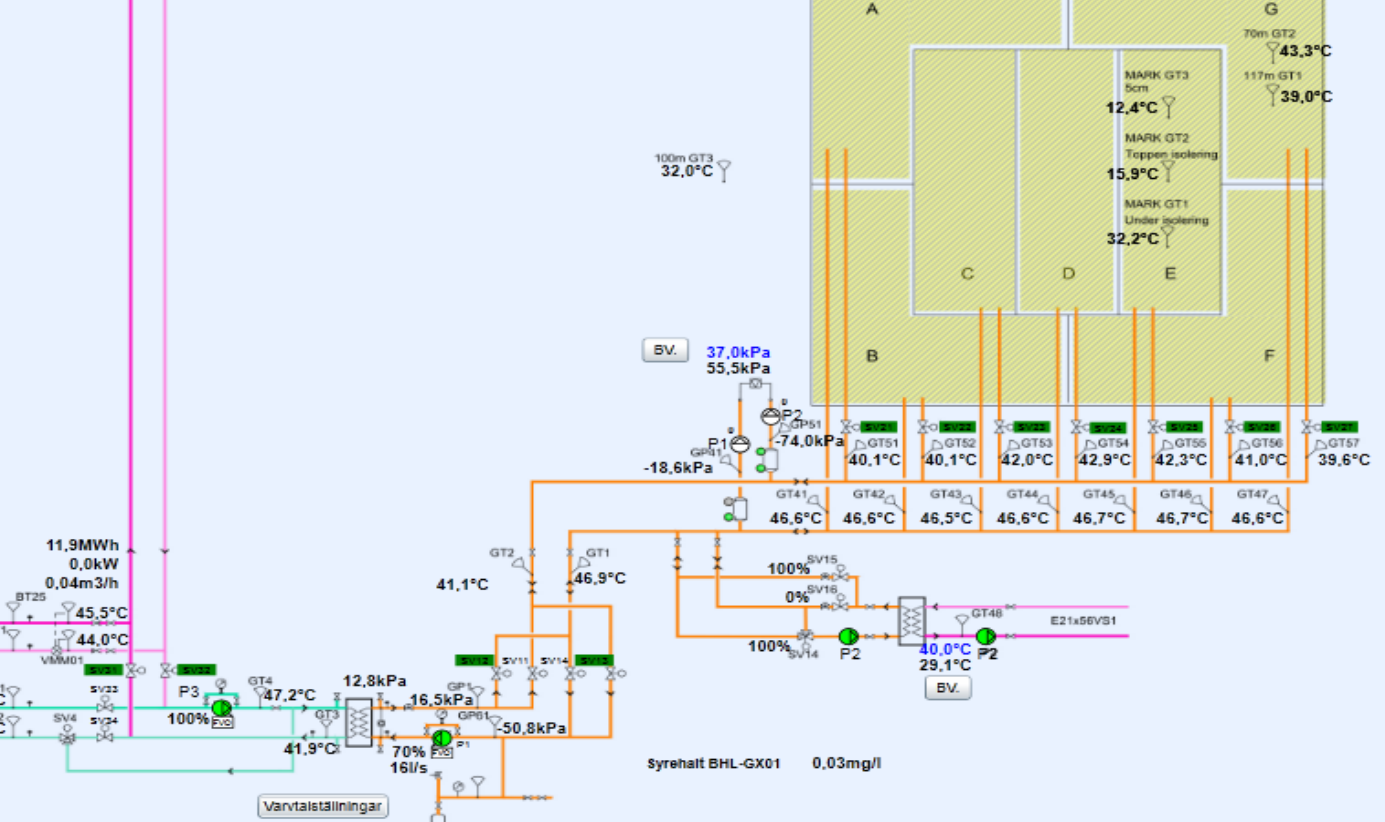 A
G
70m GT2
43,3°C
117m GT1
39,0°C
MARK GT3
5cm
12,4°C
MARK GT2
Toppen isolering
15,9°C
MARK GT1
Under isolering
32,2°C
100m GT3
32,0°C
C
D
E
B
F
BV.
37,0kPa
55,5kPa
P2
GP51
-74,0kPa
P1
GP41
-18,6kPa
SV21
SV22
SV23
SV24
SV25
SV26
SV27
GT51
GT52
GT53
GT54
GT55
GT56
GT57
40,1°C
40,1°C
42,0°C
42,9°C
42,3°C
41,0°C
39,6°C
GT41
GT42
GT43
GT44
GT45
GT46
GT47
46,6°C
46,6°C
46,5°C
46,6°C
46,7°C
46,7°C
46,6°C
11,9MWh
0,0kW
0,04m3/h
BT25
45,5°C
44,0°C
VMM01
GT2
41,1°C
GT1
46,9°C
SV15
100%
SV16
0%
100%
SV14
P2
GT48
E21x56VS1
40,0°C
P2
29,1°C
BV.
SV31
SV32
SV12
SV11
SV14
SV13
SV33
P3
100%
FVO
GT4
47,2°C
12,8kPa
16,5kPa
GP1
SV4
SV34
GT3
41,9°C
GP61
-50,8kPa
P1
70%
FVO
16l/s
Syrehalt BHL-GX01
0,03mg/l
Varvtalställningar